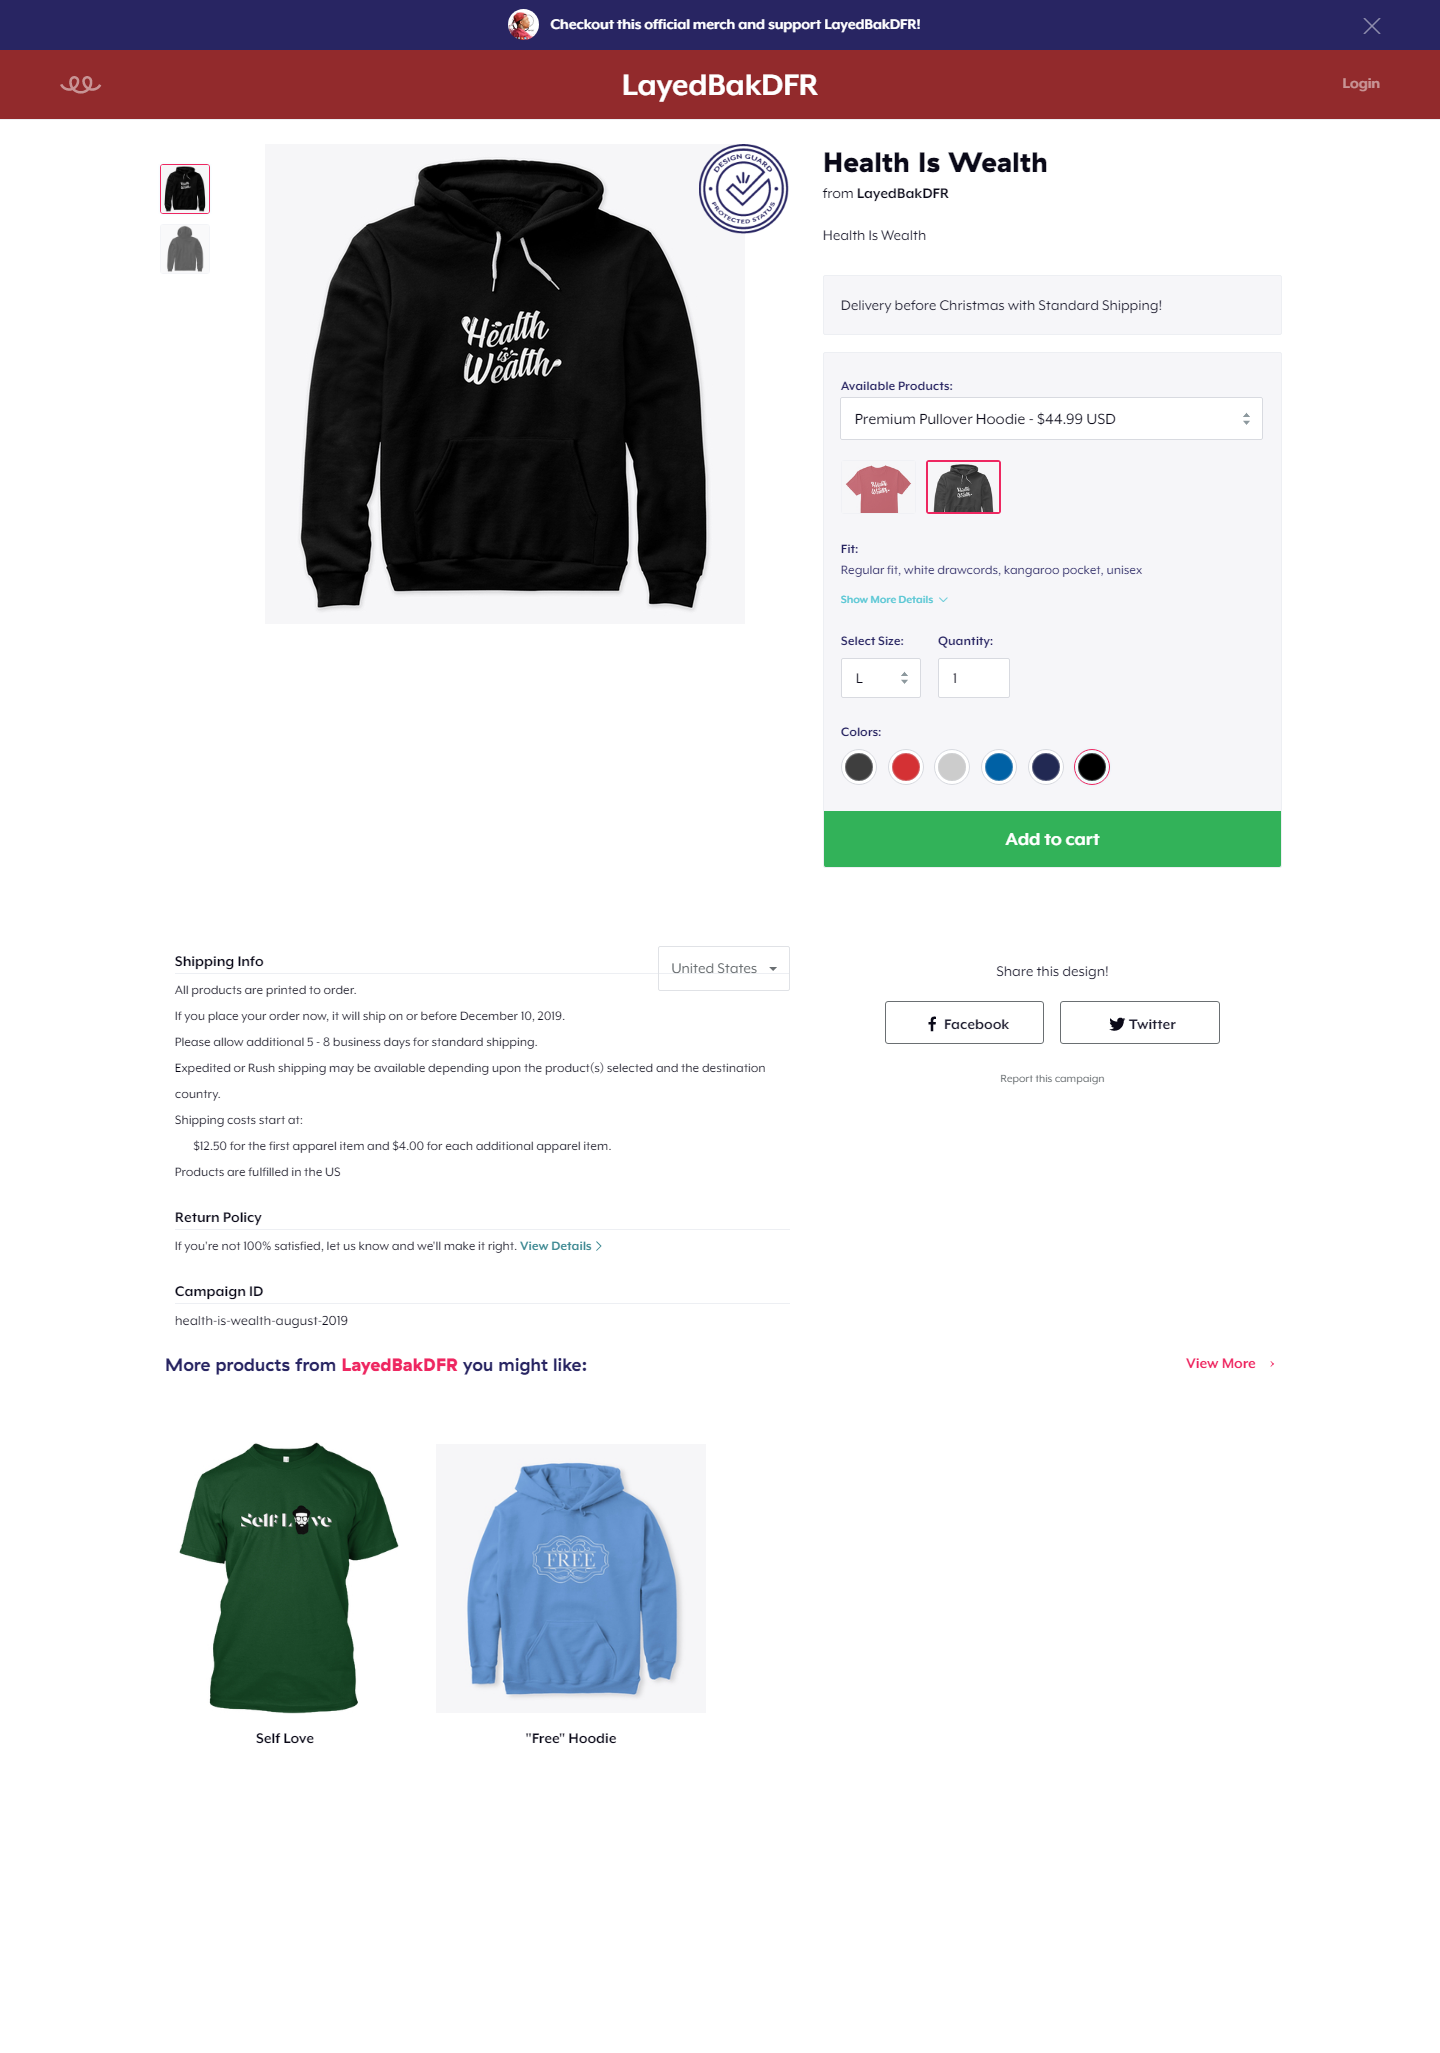 Checkout this official merch and support LayedBakDFR!
LayedBakDFR
Login
DESIGN GUARD
PROTECTED STATUS
Health
is
Wealth
Health Is Wealth
from LayedBakDFR
Health Is Wealth
Delivery before Christmas with Standard Shipping!
Available Products:
Premium Pullover Hoodie - $44.99 USD
Fit:
Regular fit, white drawcords, kangaroo pocket, unisex
Show More Details
Select Size:
Quantity:
L
1
Colors:
Add to cart
Shipping Info
United States
All products are printed to order.
If you place your order now, it will ship on or before December 10, 2019.
Please allow additional 5 - 8 business days for standard shipping.
Expedited or Rush shipping may be available depending upon the product(s) selected and the destination
country.
Shipping costs start at:
$12.50 for the first apparel item and $4.00 for each additional apparel item.
Products are fulfilled in the US
Share this design!
Facebook
Twitter
Report this campaign
Return Policy
If you're not 100% satisfied, let us know and we'll make it right. View Details
Campaign ID
health-is-wealth-august-2019
More products from LayedBakDFR you might like:
View More
Self Love
FREE
Self Love
"Free" Hoodie